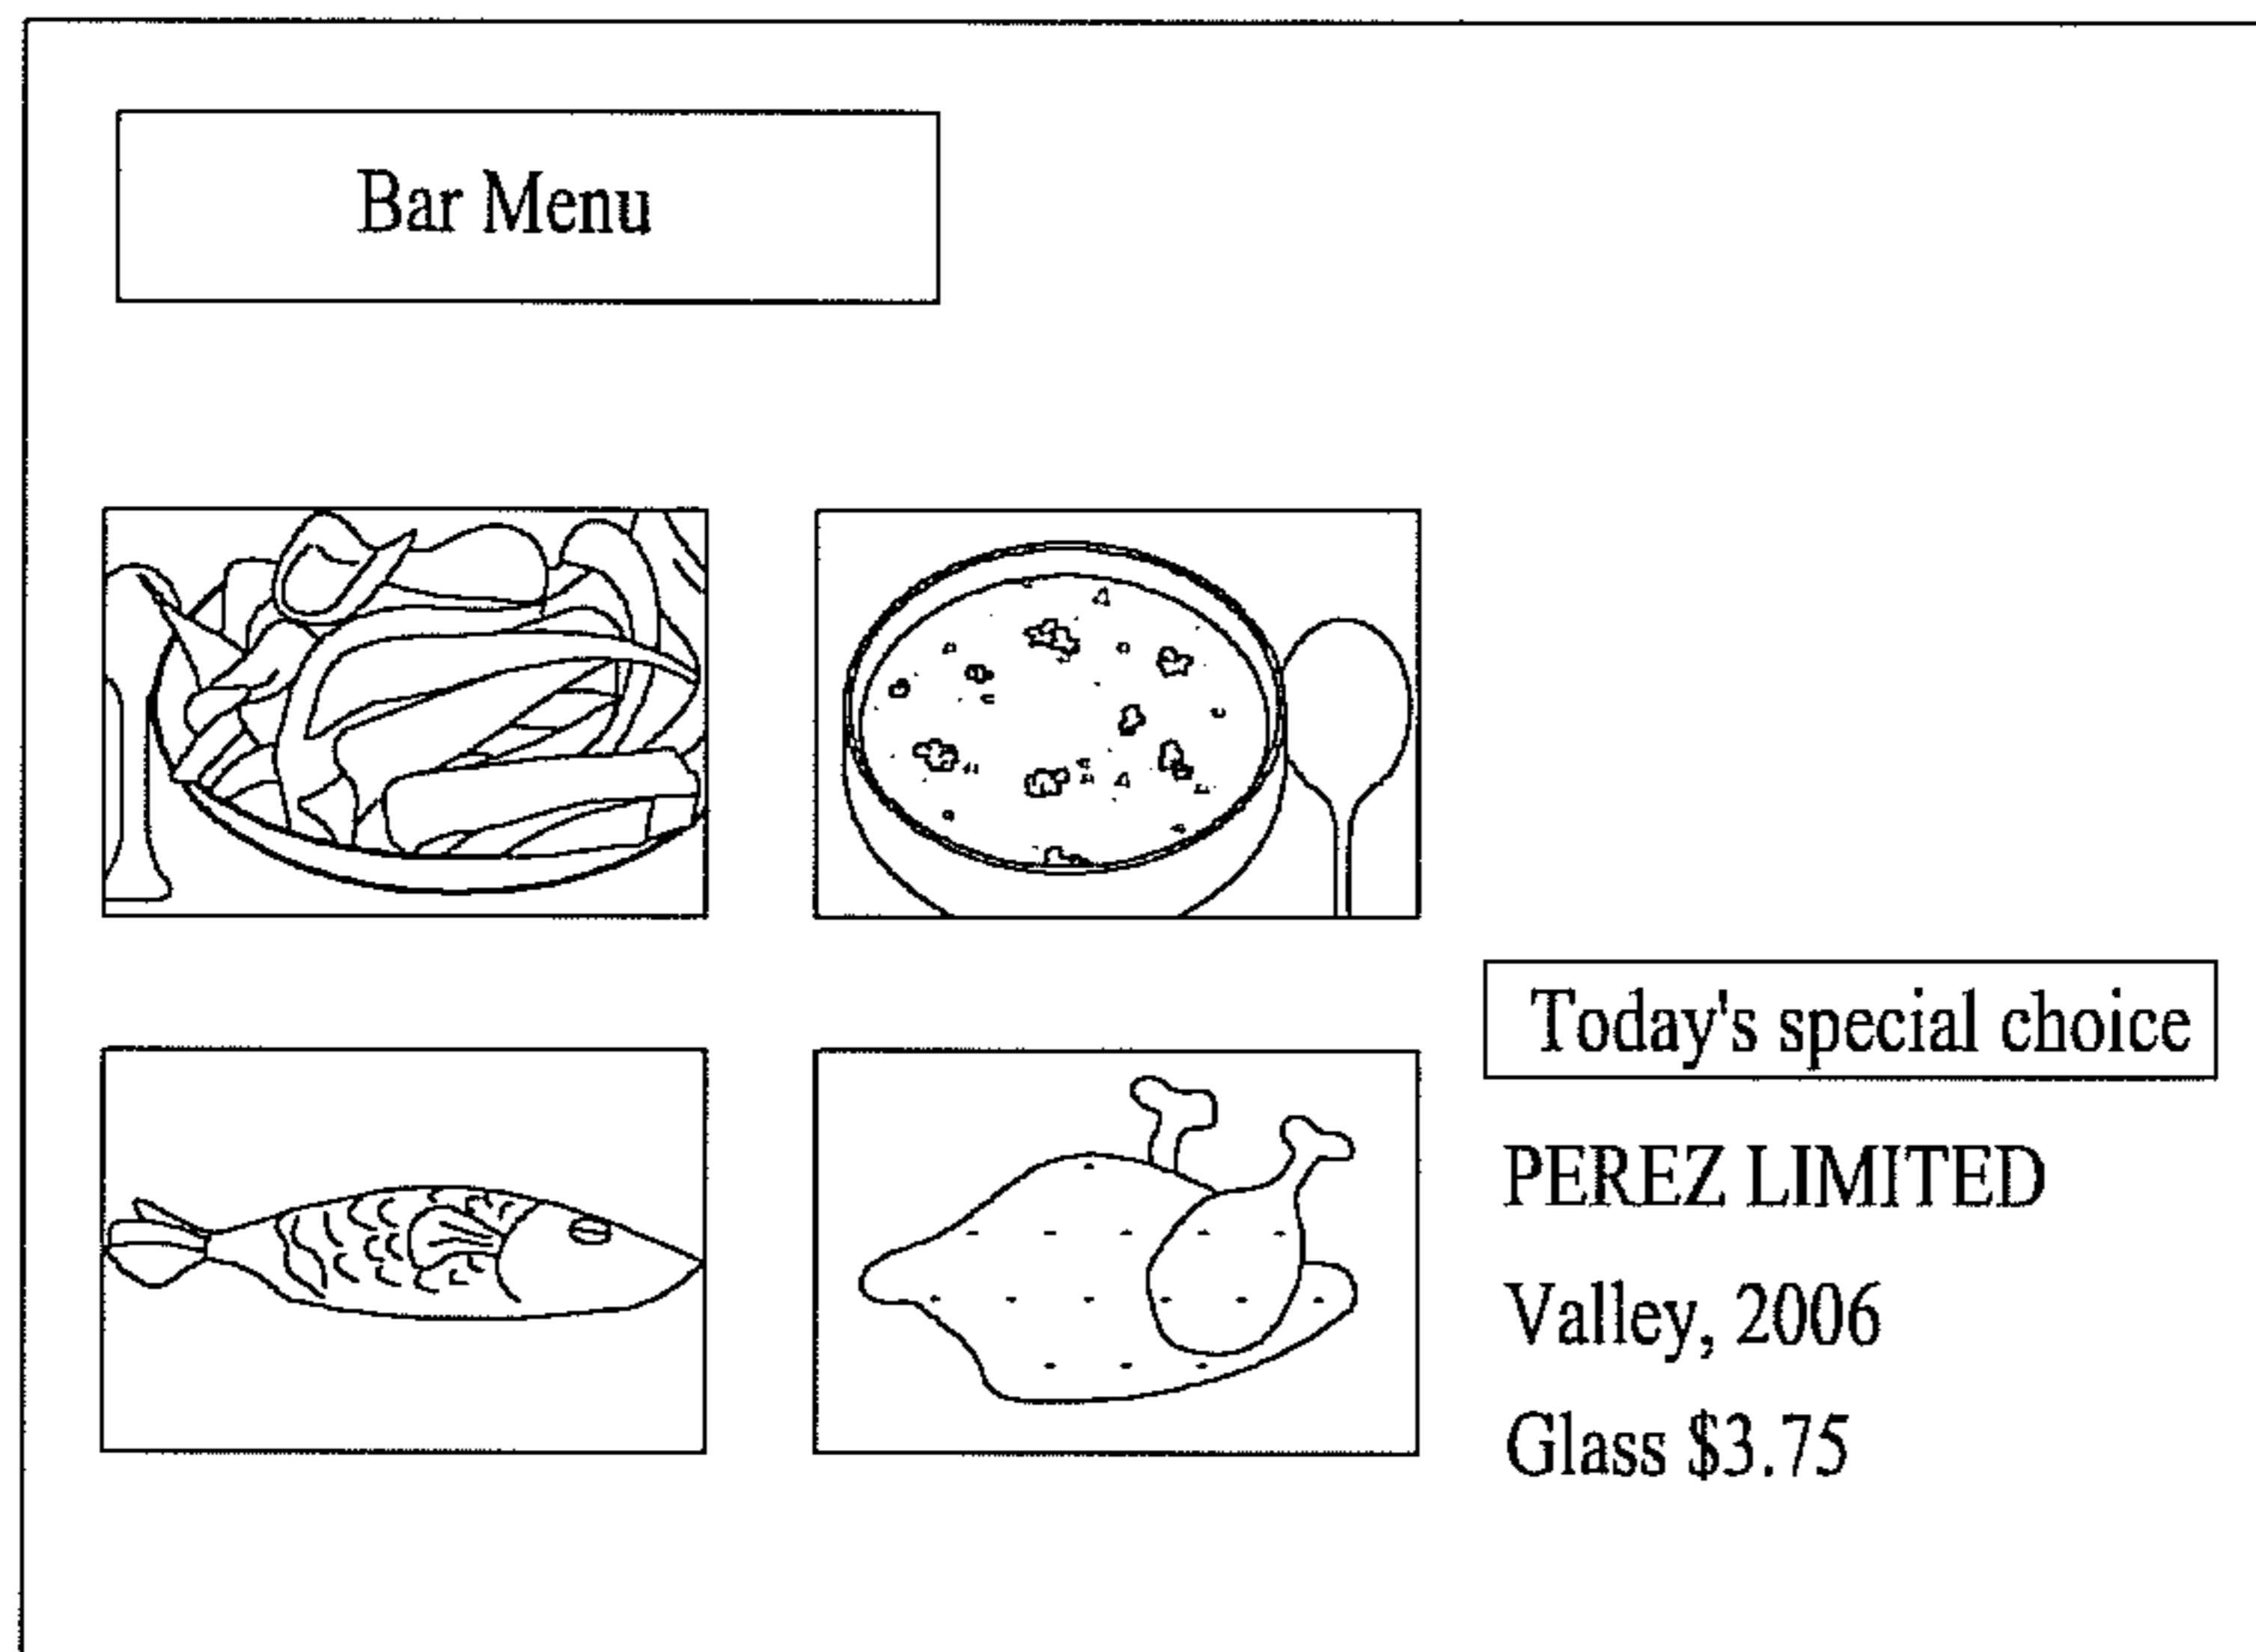 Bar Menu
Today's special choice
PEREZ LIMITED
Valley, 2006
Glass $3.75